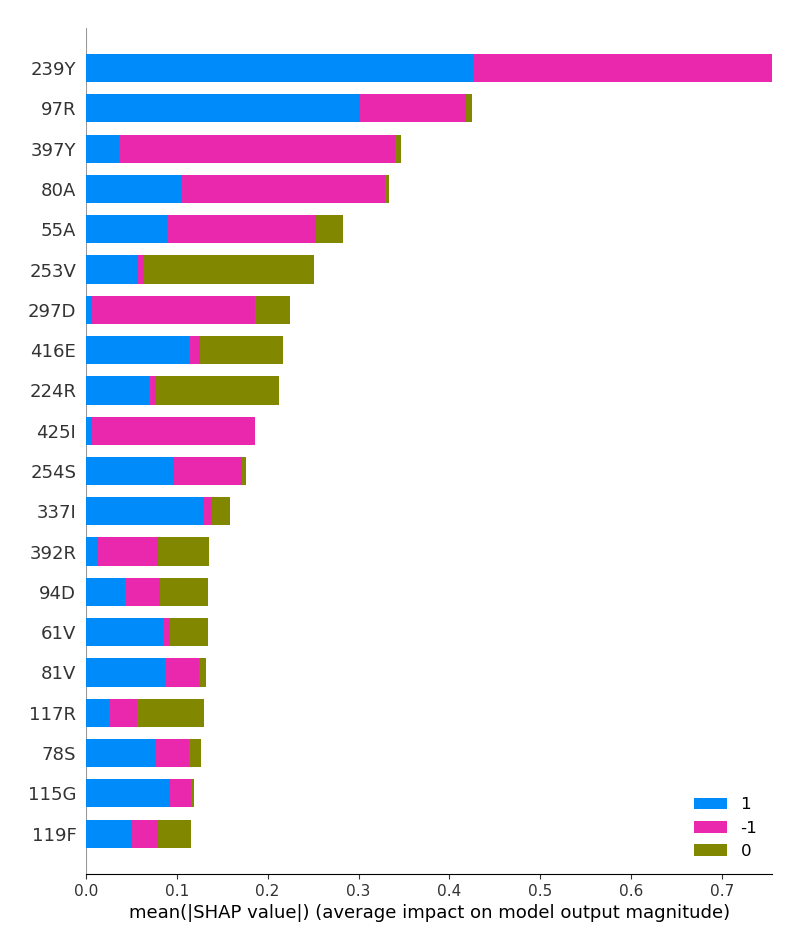 239Y
97R
397Y
80A
55A
253V
297D
416E
224R
425I
254S
337I
392R
94D
61V
81V
117R
78S
115G
119F
1
-1
0
0.0 0.1 0.2 0.3 0.4 0.5 0.6 0.7
mean(|SHAP value|) (average impact on model output magnitude)